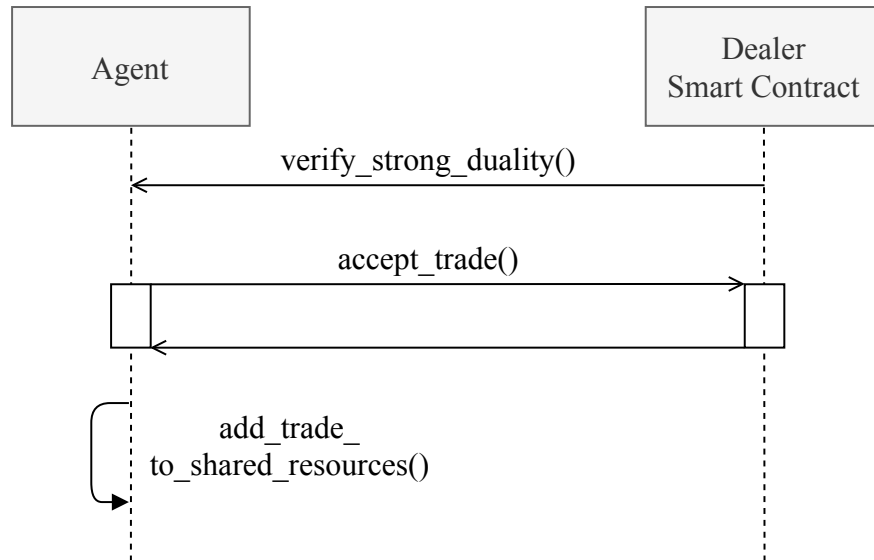 Agent
Dealer
Smart Contract
verify_strong_duality()
accept_trade()
add_trade_
to_shared_resources()